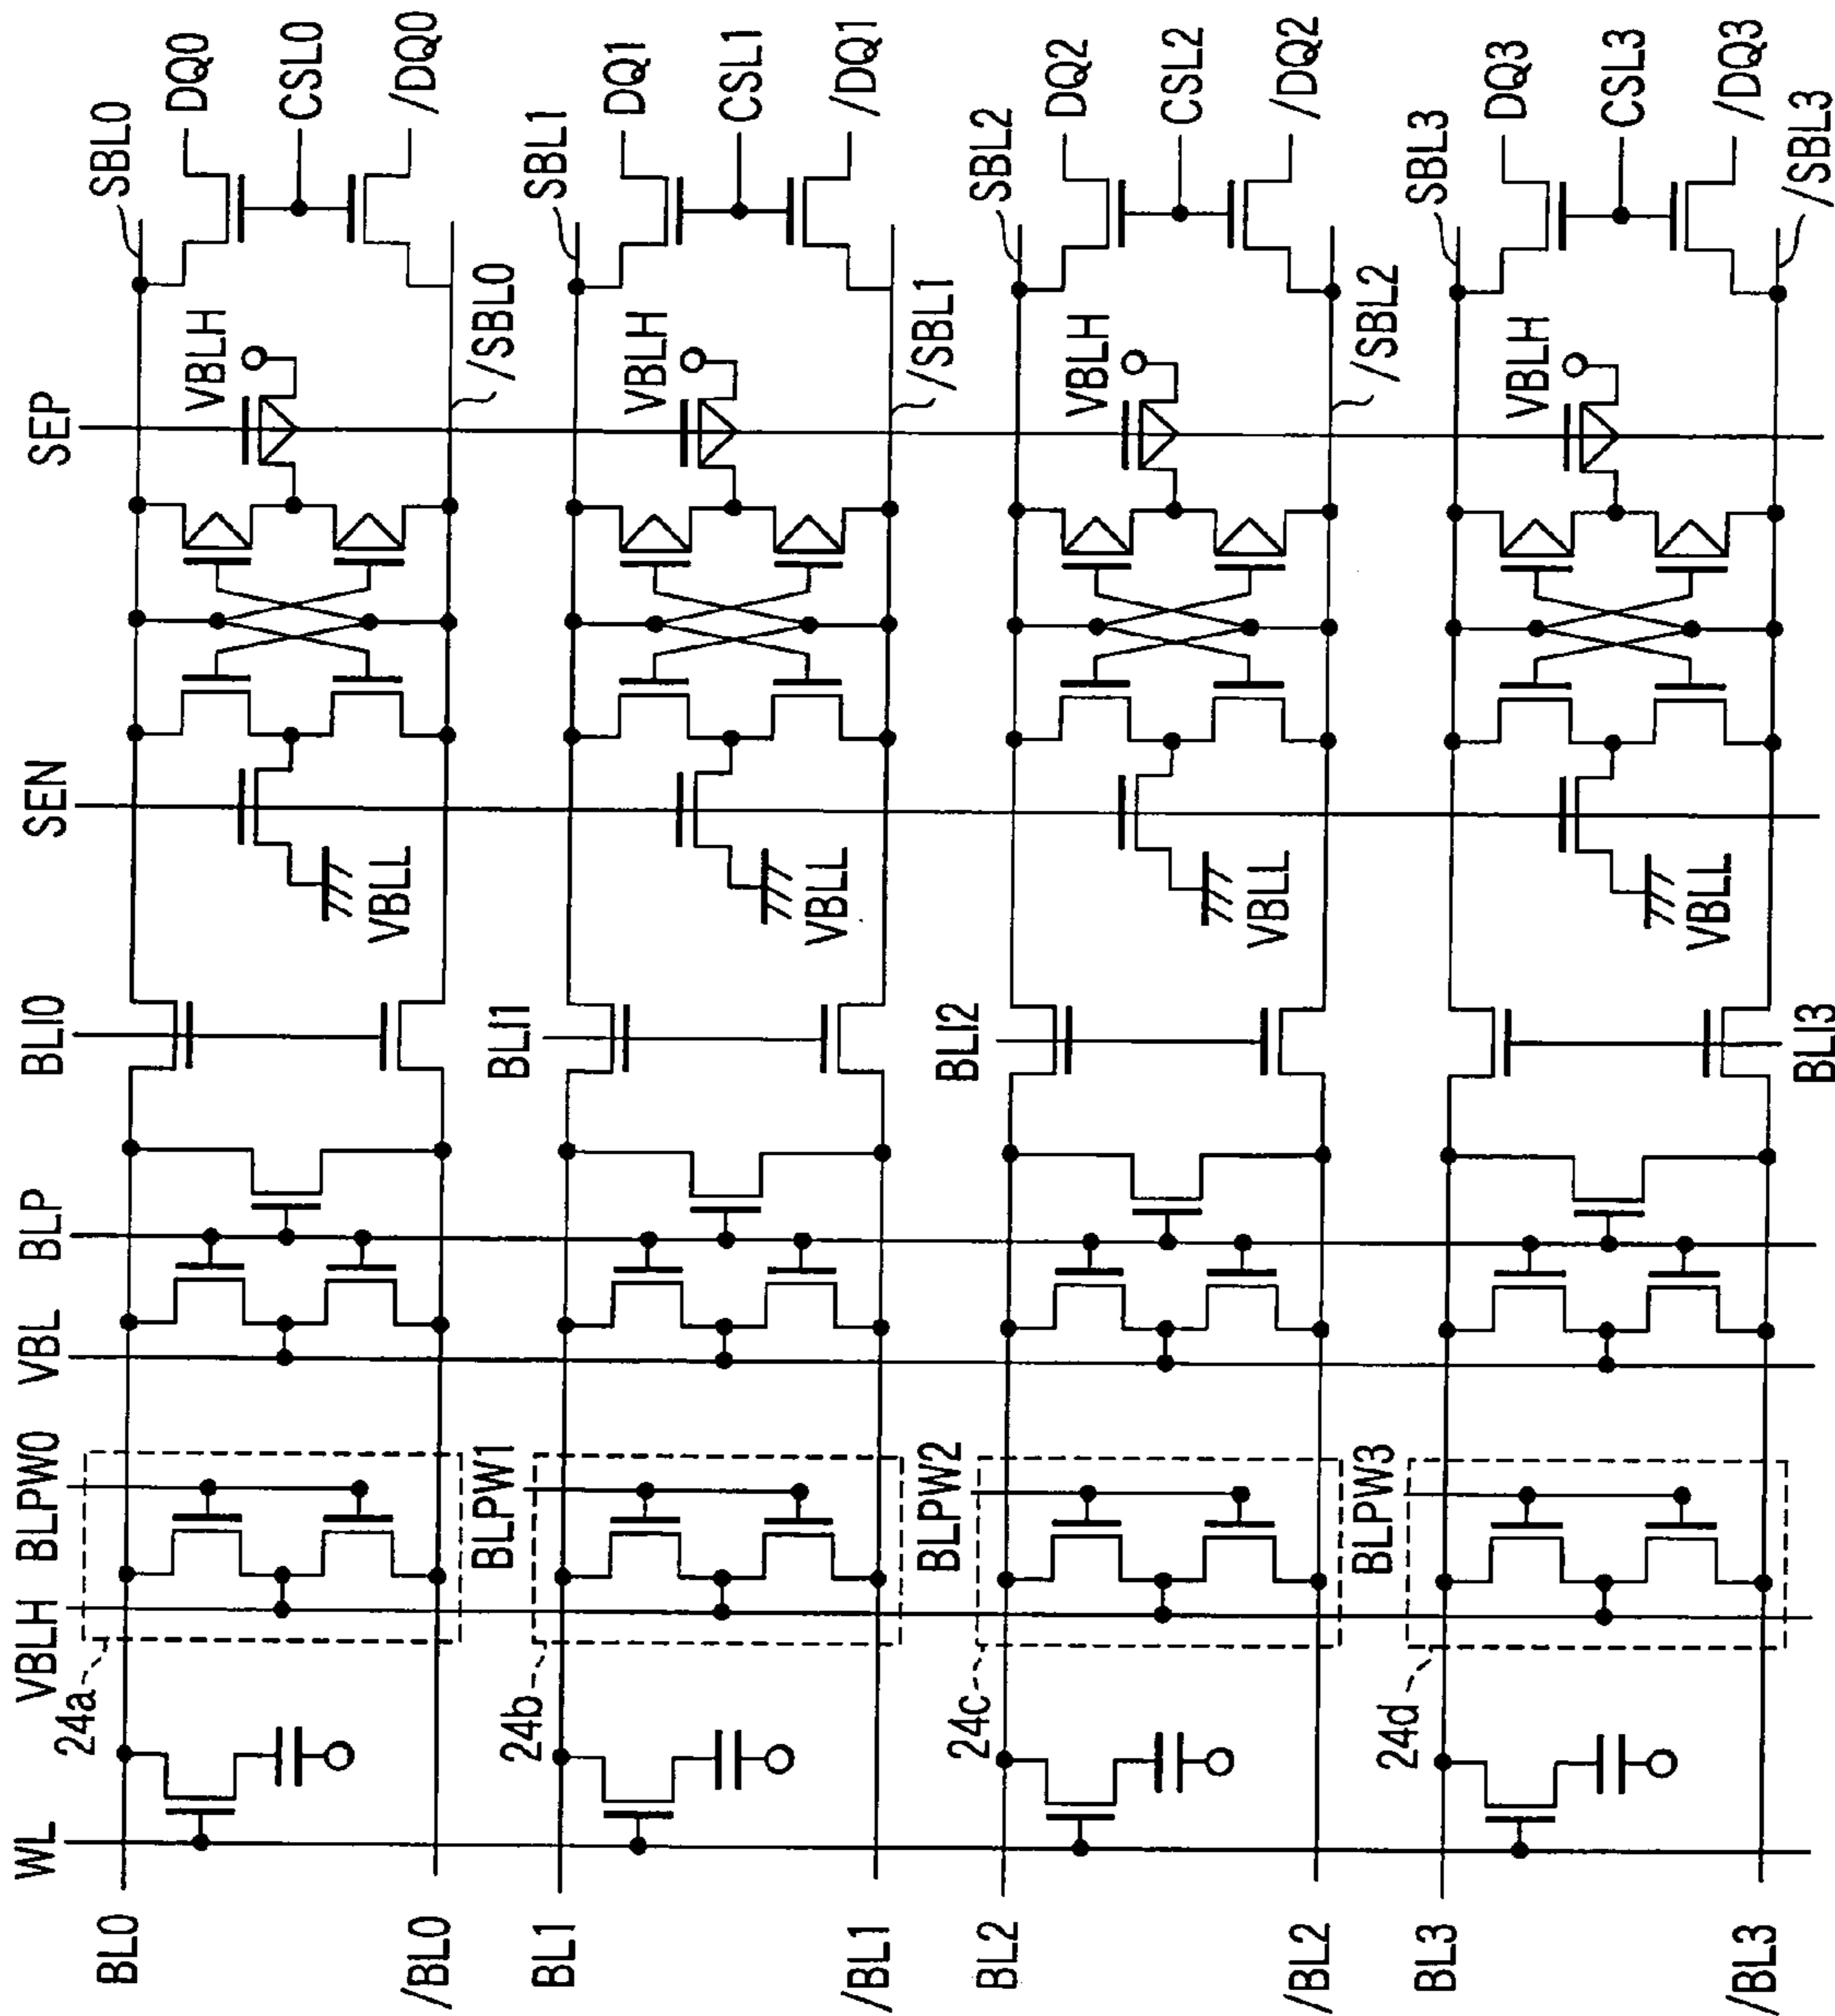 SBL0
DQ0
CSL0
/DQ0
SBL1
DQ1
CSL1
/DQ1
SBL2
DQ2
CSL2
/DQ2
SBL3
DQ3
CSL3
/DQ3
/SBL3
SEP
VBLH
/SBL0
VBLH
/SBL1
VBLH
/SBL2
VBLH
SEN
VBLL
VBLL
VBLL
VBLL
BLI0
BLI1
BLI2
BLI3
BLP
VBL
BLPW0
BLPW1
BLPW2
BLPW3
VBLH
24a
24b
24c
24d
WL
BL0
/BL0
BL1
/BL1
BL2
/BL2
BL3
/BL3